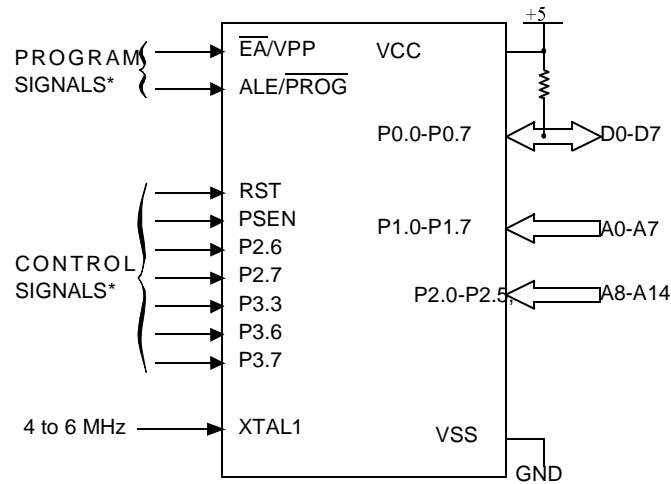 +5
PROGRAM
SIGNALS*
EA/VPP
ALE/PROG
VCC
P0.0-P0.7
D0-D7
RST
PSEN
P2.6
P2.7
P3.3
P3.6
P3.7
CONTROL
SIGNALS*
P1.0-P1.7
A0-A7
P2.0-P2.5,
A8-A14
4 to 6 MHz
XTAL1
VSS
GND